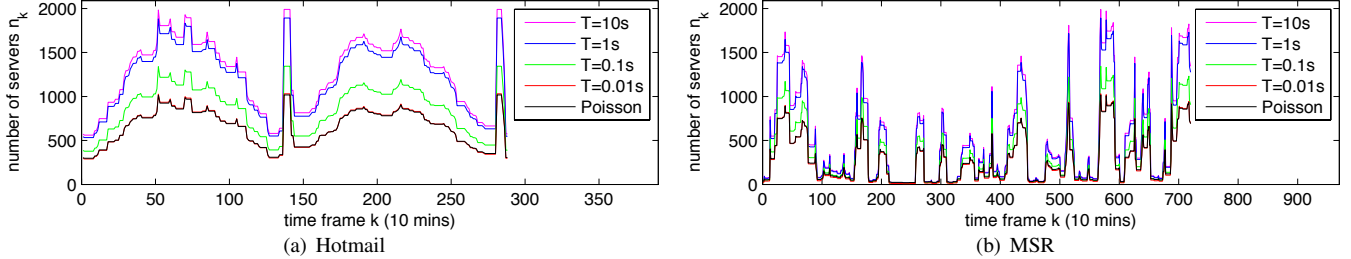 number of servers n_k
2000
1500
1000
500
0
0 50 100 150 200 250 300 350
time frame k (10 mins)
T=10s
T=1s
T=0.1s
T=0.01s
Poisson
(a) Hotmail
number of servers n_k
2000
1500
1000
500
0
0 100 200 300 400 500 600 700 800 900
time frame k (10 mins)
T=10s
T=1s
T=0.1s
T=0.01s
Poisson
(b) MSR